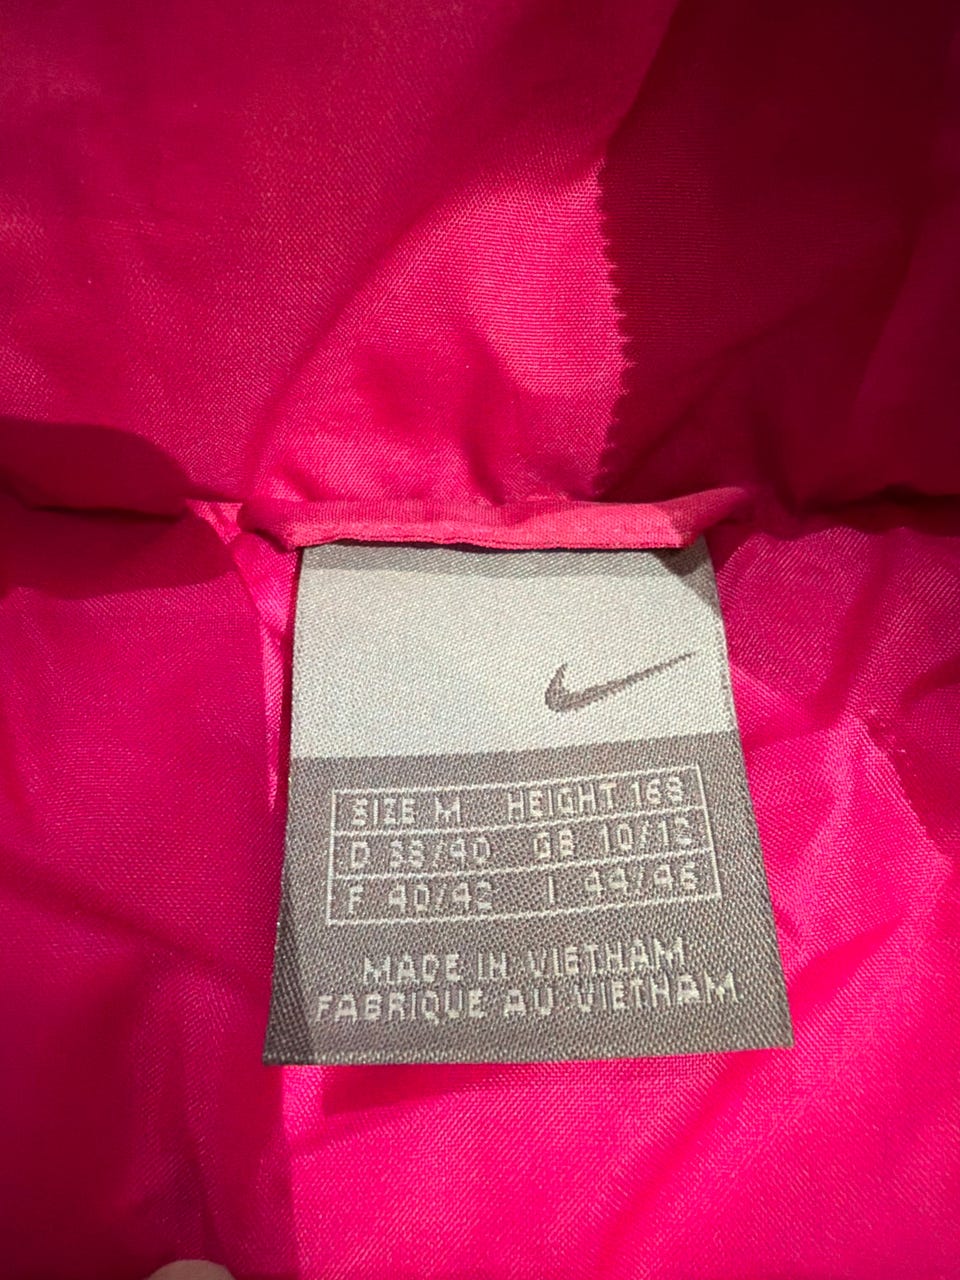 SIZE M HEIGHT 168
D 38/40 GB 10/12
F 40/42 I 44/46
MADE IN VIETNAM
FABRIQUE AU VIETNAM